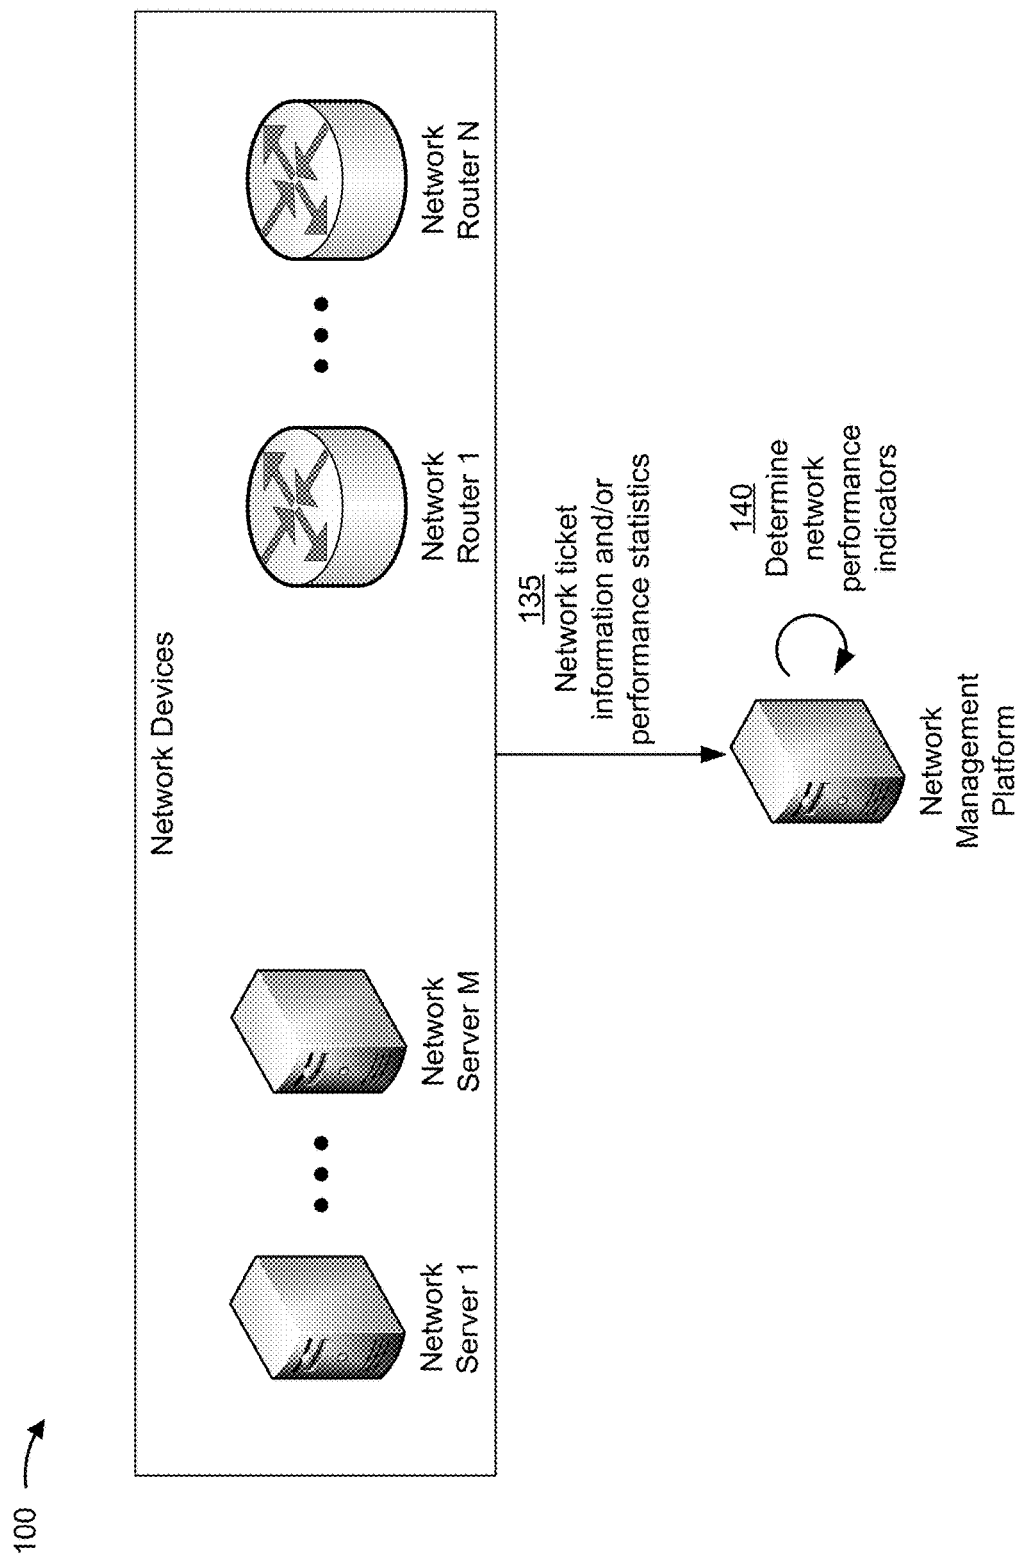 100
Network Devices
Network
Server 1
Network
Server M
Network
Router 1
Network
Router N
135
Network ticket
information and/or
performance statistics
140
Determine
network
performance
indicators
Network
Management
Platform